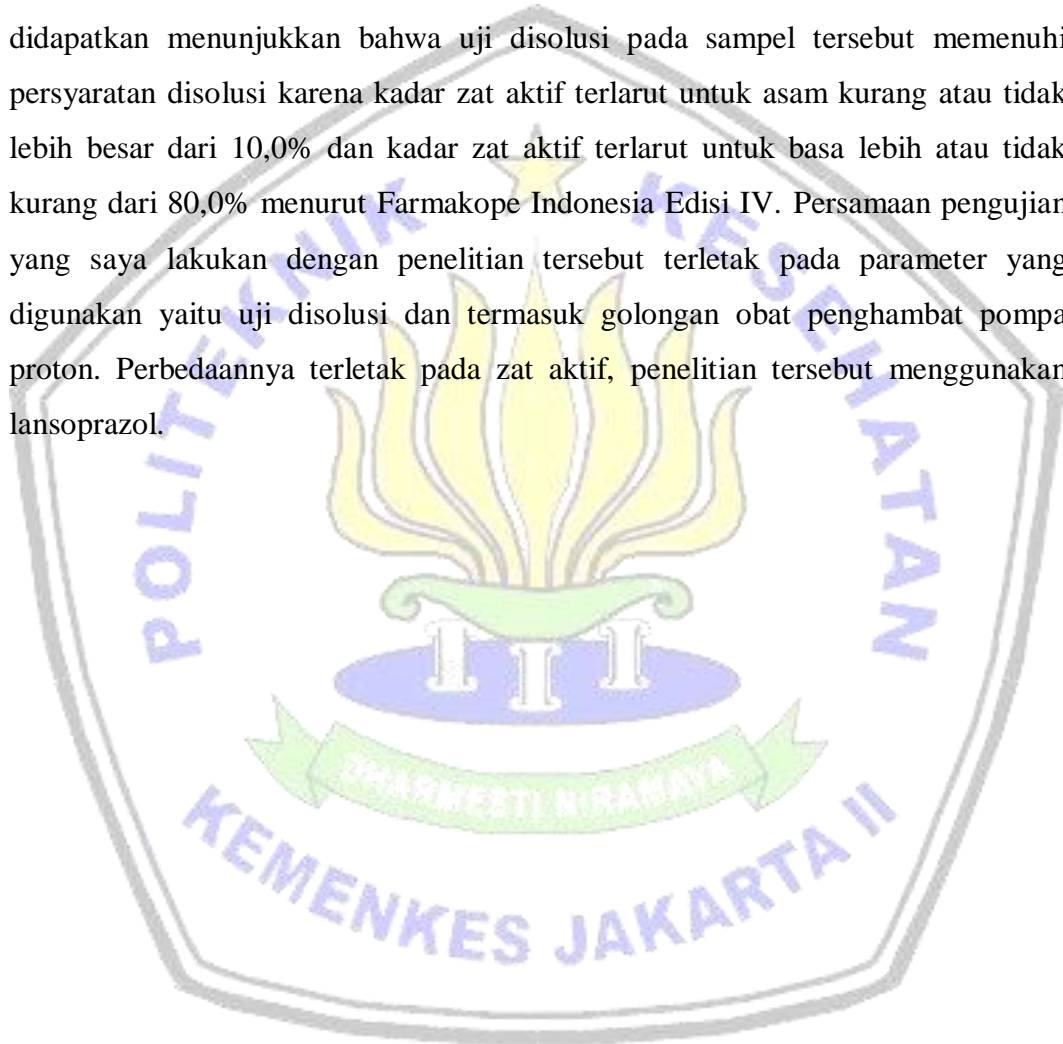 didapatkan menunjukkan bahwa uji disolusi pada sampel tersebut memenuhi
persyaratan disolusi karena kadar zat aktif terlarut untuk asam kurang atau tidak
lebih besar dari 10,0% dan kadar zat aktif terlarut untuk basa lebih atau tidak
kurang dari 80,0% menurut Farmakope Indonesia Edisi IV. Persamaan pengujian
yang saya lakukan dengan penelitian tersebut terletak pada parameter yang
digunakan yaitu uji disolusi dan termasuk golongan obat penghambat pompa
proton. Perbedaannya terletak pada zat aktif, penelitian tersebut menggunakan
lansoprazol.
POLITEKNIK KESEHATAN
KEMENKES JAKARTA II